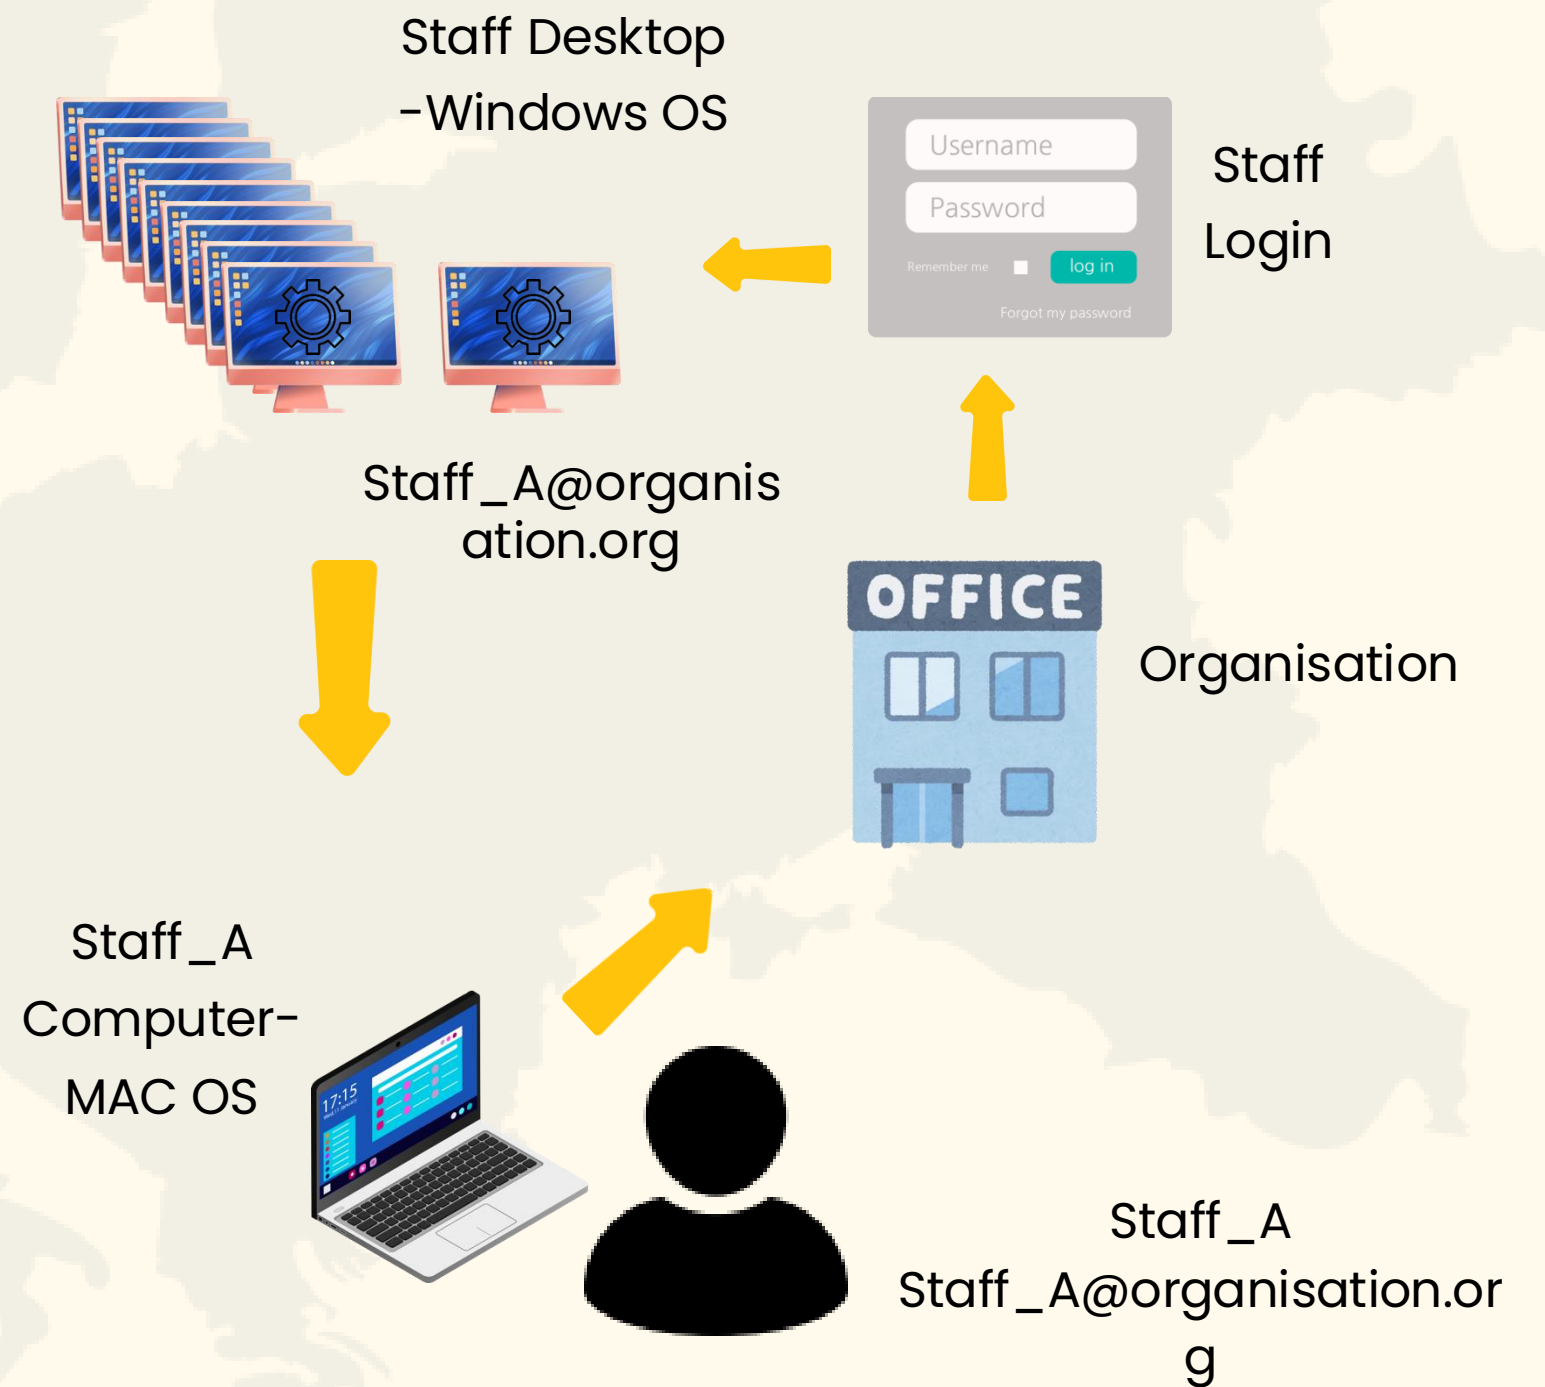 Staff Desktop
-Windows OS
Username
Password
Remember me
log in
Forgot my password
Staff
Login
Staff_A@organis
ation.org
OFFICE
Organisation
Staff_A
Computer-
MAC OS
17:15
Staff_A
Staff_A@organisation.or
g